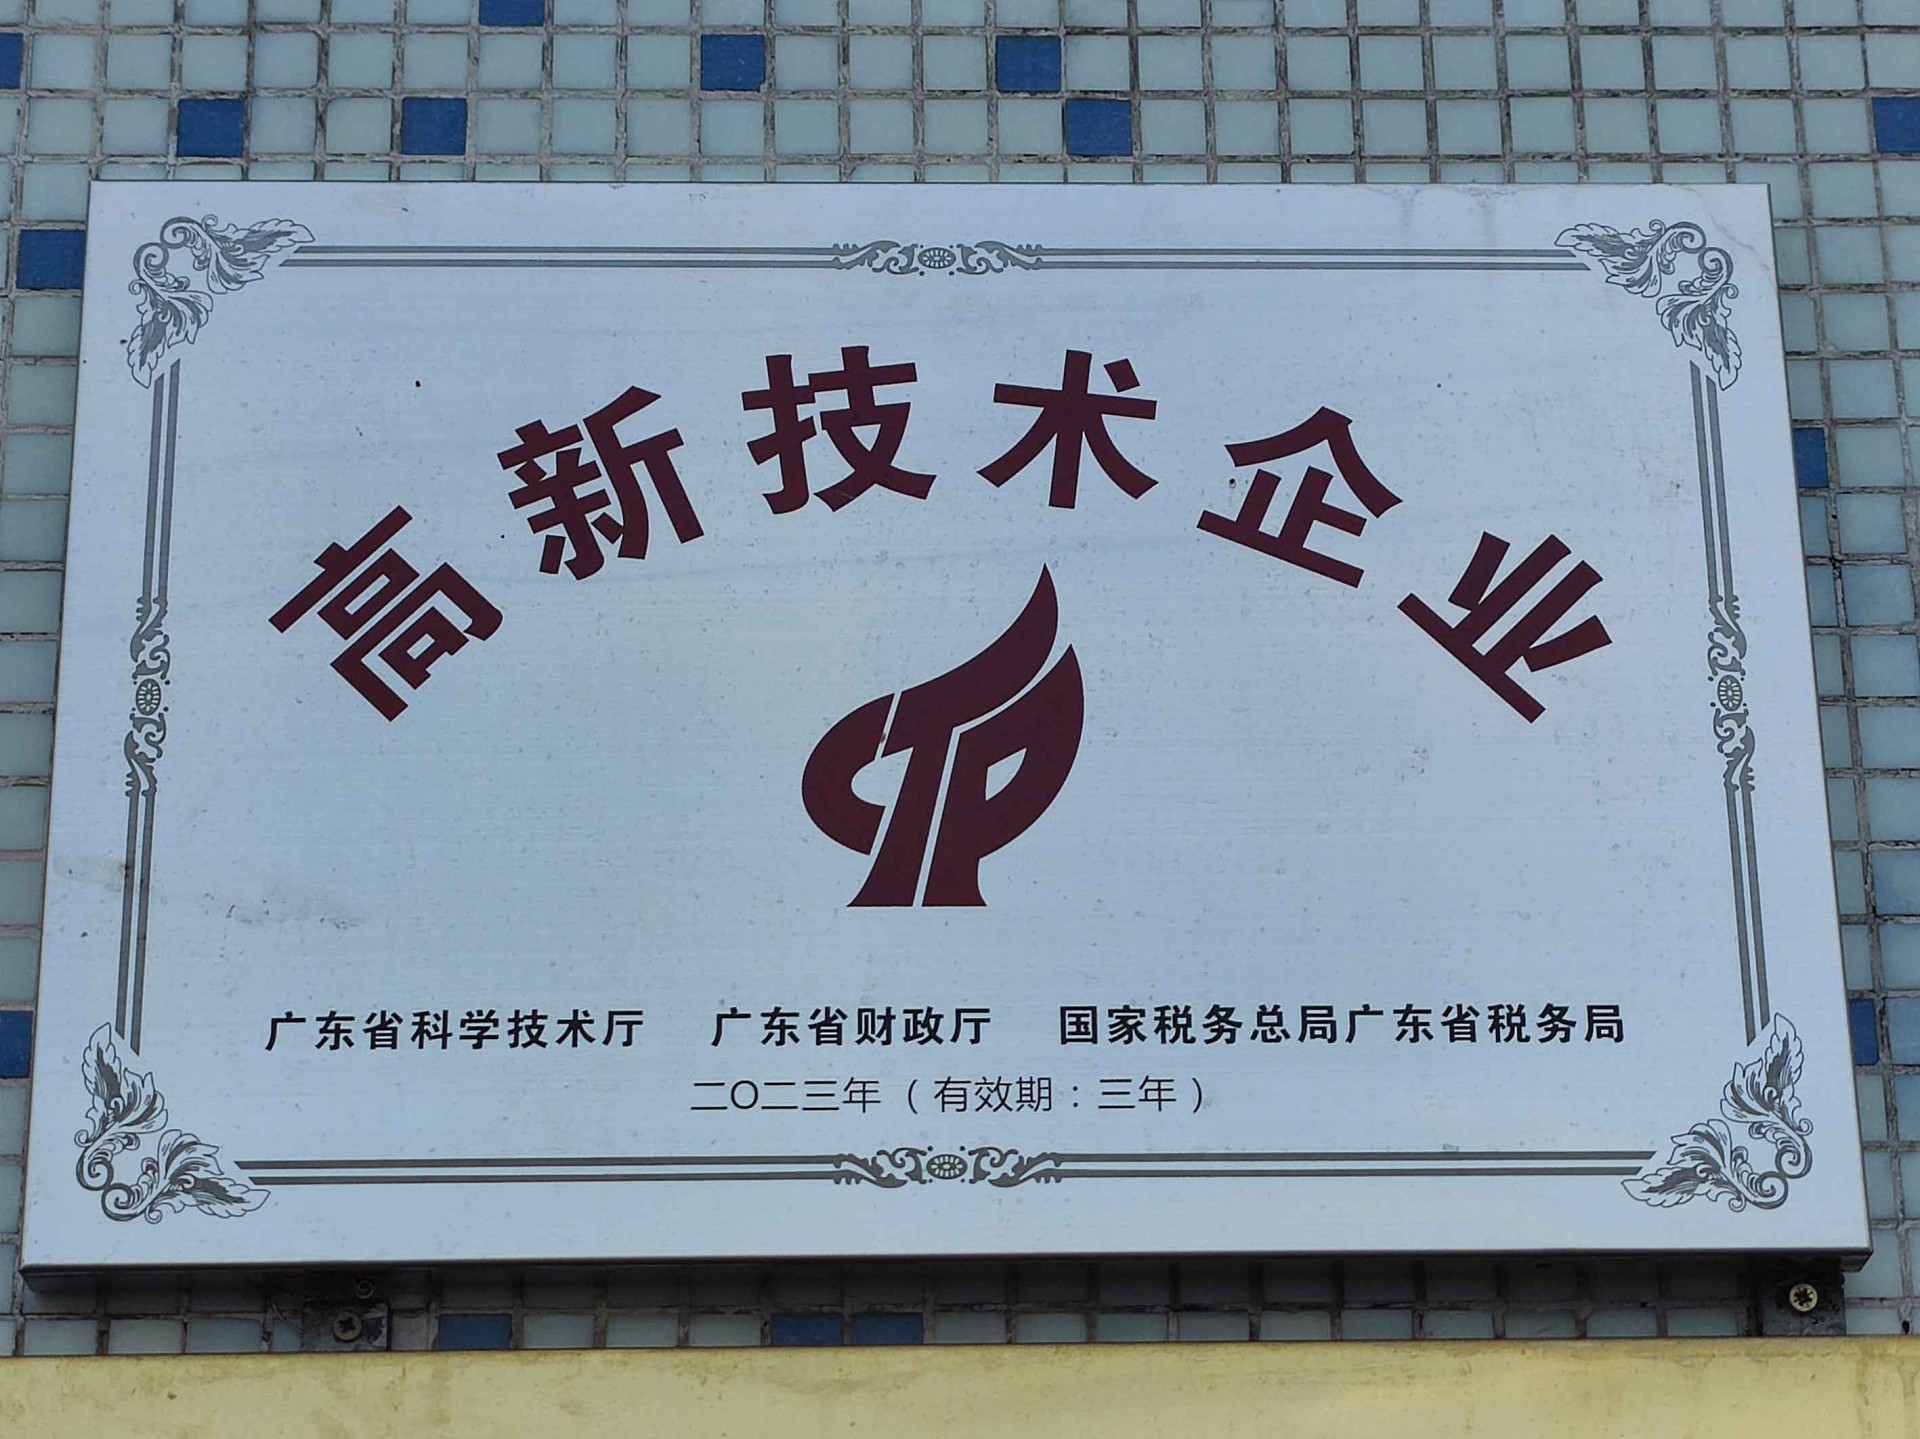 高新技术企业
广东省科学技术厅 广东省财政厅 国家税务总局广东省税务局
二〇二三年（有效期：三年）